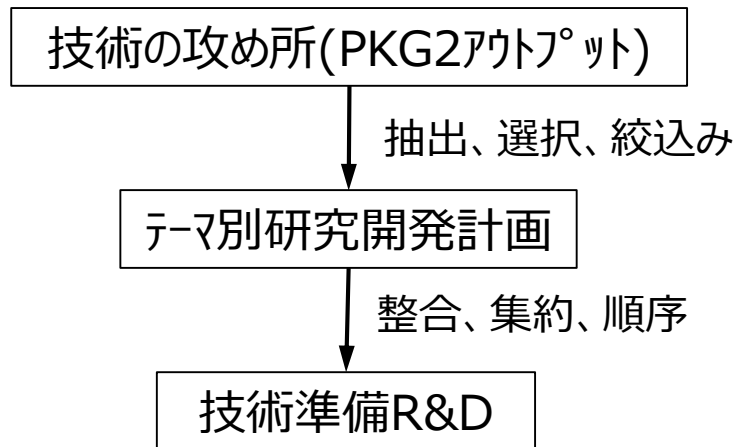 技術の攻め所(PKG2ｱｳﾄﾌﾟｯﾄ)
抽出、選択、絞込み
ﾃｰﾏ別研究開発計画
整合、集約、順序
技術準備R&D